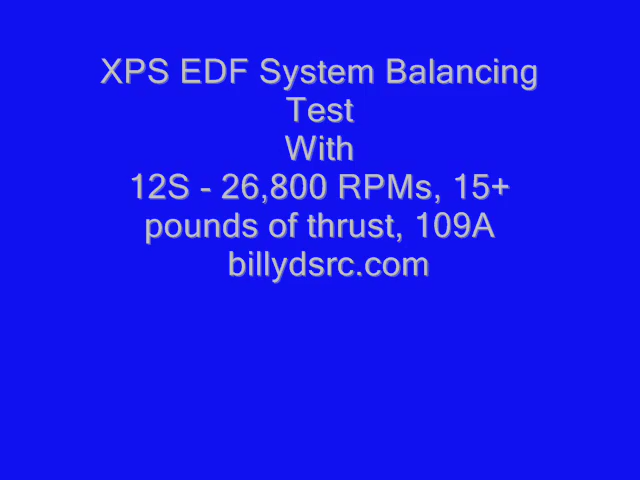 XPS EDF System Balancing
Test
With
12S - 26,800 RPMs, 15+
pounds of thrust, 109A
billydsrc.com